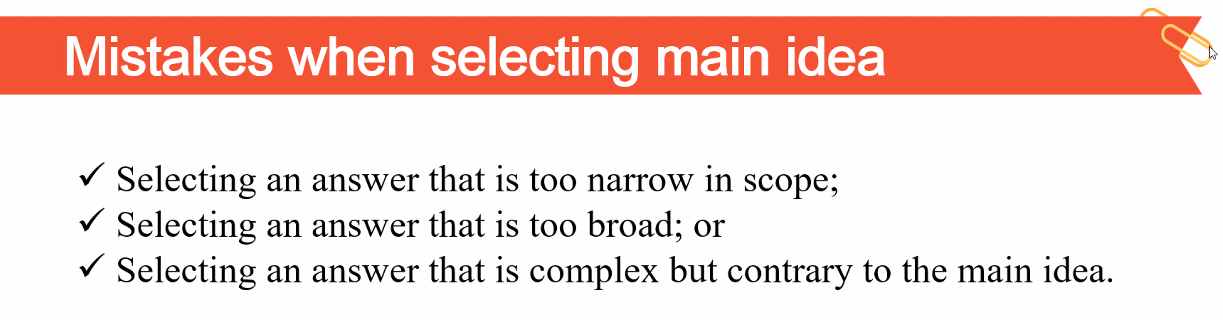 Mistakes when selecting main idea
✓ Selecting an answer that is too narrow in scope;
✓ Selecting an answer that is too broad; or
✓ Selecting an answer that is complex but contrary to the main idea.